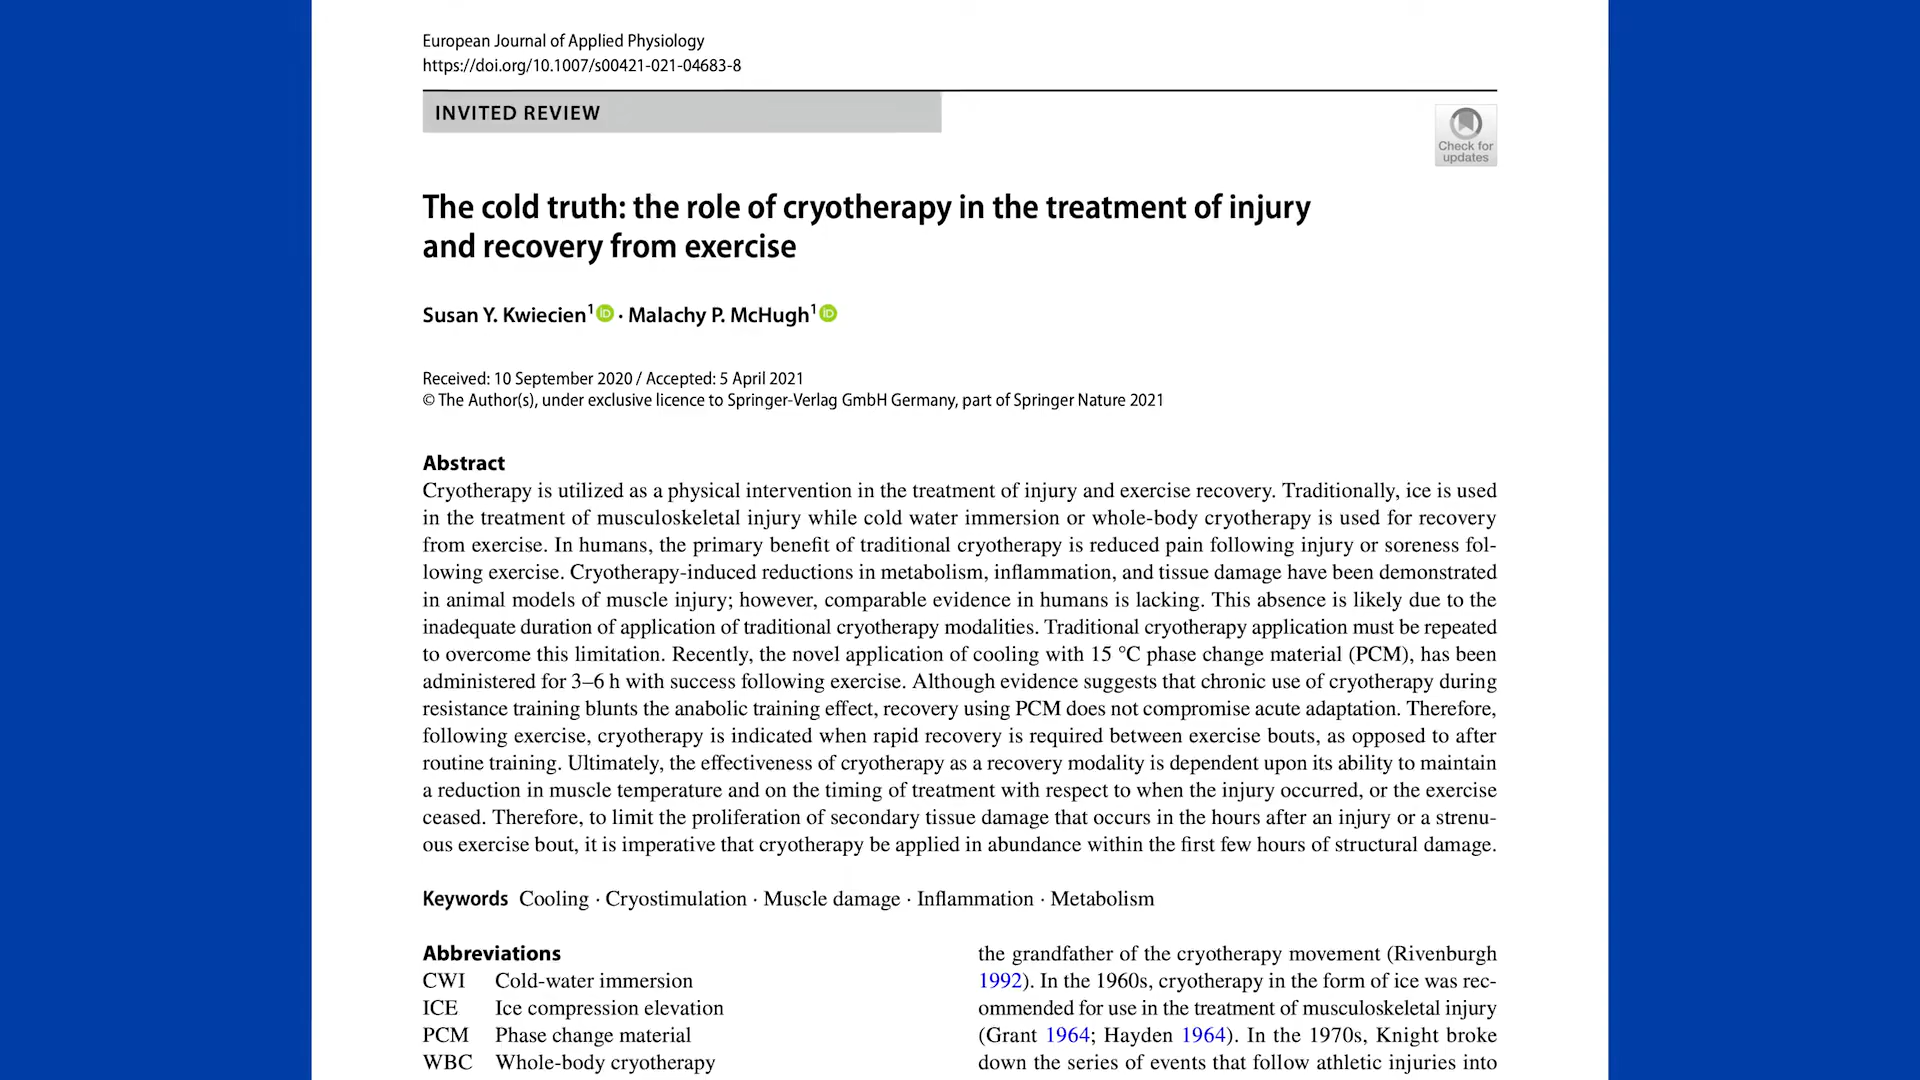 European Journal of Applied Physiology
https://doi.org/10.1007/s00421-021-04683-8
INVITED REVIEW
Check for
updates
The cold truth: the role of cryotherapy in the treatment of injury
and recovery from exercise
Susan Y. Kwiecien¹ iD · Malachy P. McHugh¹ iD
Received: 10 September 2020 / Accepted: 5 April 2021
© The Author(s), under exclusive licence to Springer-Verlag GmbH Germany, part of Springer Nature 2021
Abstract
Cryotherapy is utilized as a physical intervention in the treatment of injury and exercise recovery. Traditionally, ice is used
in the treatment of musculoskeletal injury while cold water immersion or whole-body cryotherapy is used for recovery
from exercise. In humans, the primary benefit of traditional cryotherapy is reduced pain following injury or soreness fol-
lowing exercise. Cryotherapy-induced reductions in metabolism, inflammation, and tissue damage have been demonstrated
in animal models of muscle injury; however, comparable evidence in humans is lacking. This absence is likely due to the
inadequate duration of application of traditional cryotherapy modalities. Traditional cryotherapy application must be repeated
to overcome this limitation. Recently, the novel application of cooling with 15 °C phase change material (PCM), has been
administered for 3–6 h with success following exercise. Although evidence suggests that chronic use of cryotherapy during
resistance training blunts the anabolic training effect, recovery using PCM does not compromise acute adaptation. Therefore,
following exercise, cryotherapy is indicated when rapid recovery is required between exercise bouts, as opposed to after
routine training. Ultimately, the effectiveness of cryotherapy as a recovery modality is dependent upon its ability to maintain
a reduction in muscle temperature and on the timing of treatment with respect to when the injury occurred, or the exercise
ceased. Therefore, to limit the proliferation of secondary tissue damage that occurs in the hours after an injury or a strenu-
ous exercise bout, it is imperative that cryotherapy be applied in abundance within the first few hours of structural damage.
Keywords Cooling · Cryostimulation · Muscle damage · Inflammation · Metabolism
Abbreviations
CWI Cold-water immersion
ICE Ice compression elevation
PCM Phase change material
WBC Whole-body cryotherapy
the grandfather of the cryotherapy movement (Rivenburgh
1992). In the 1960s, cryotherapy in the form of ice was rec-
ommended for use in the treatment of musculoskeletal injury
(Grant 1964; Hayden 1964). In the 1970s, Knight broke
down the series of events that follow athletic injuries into